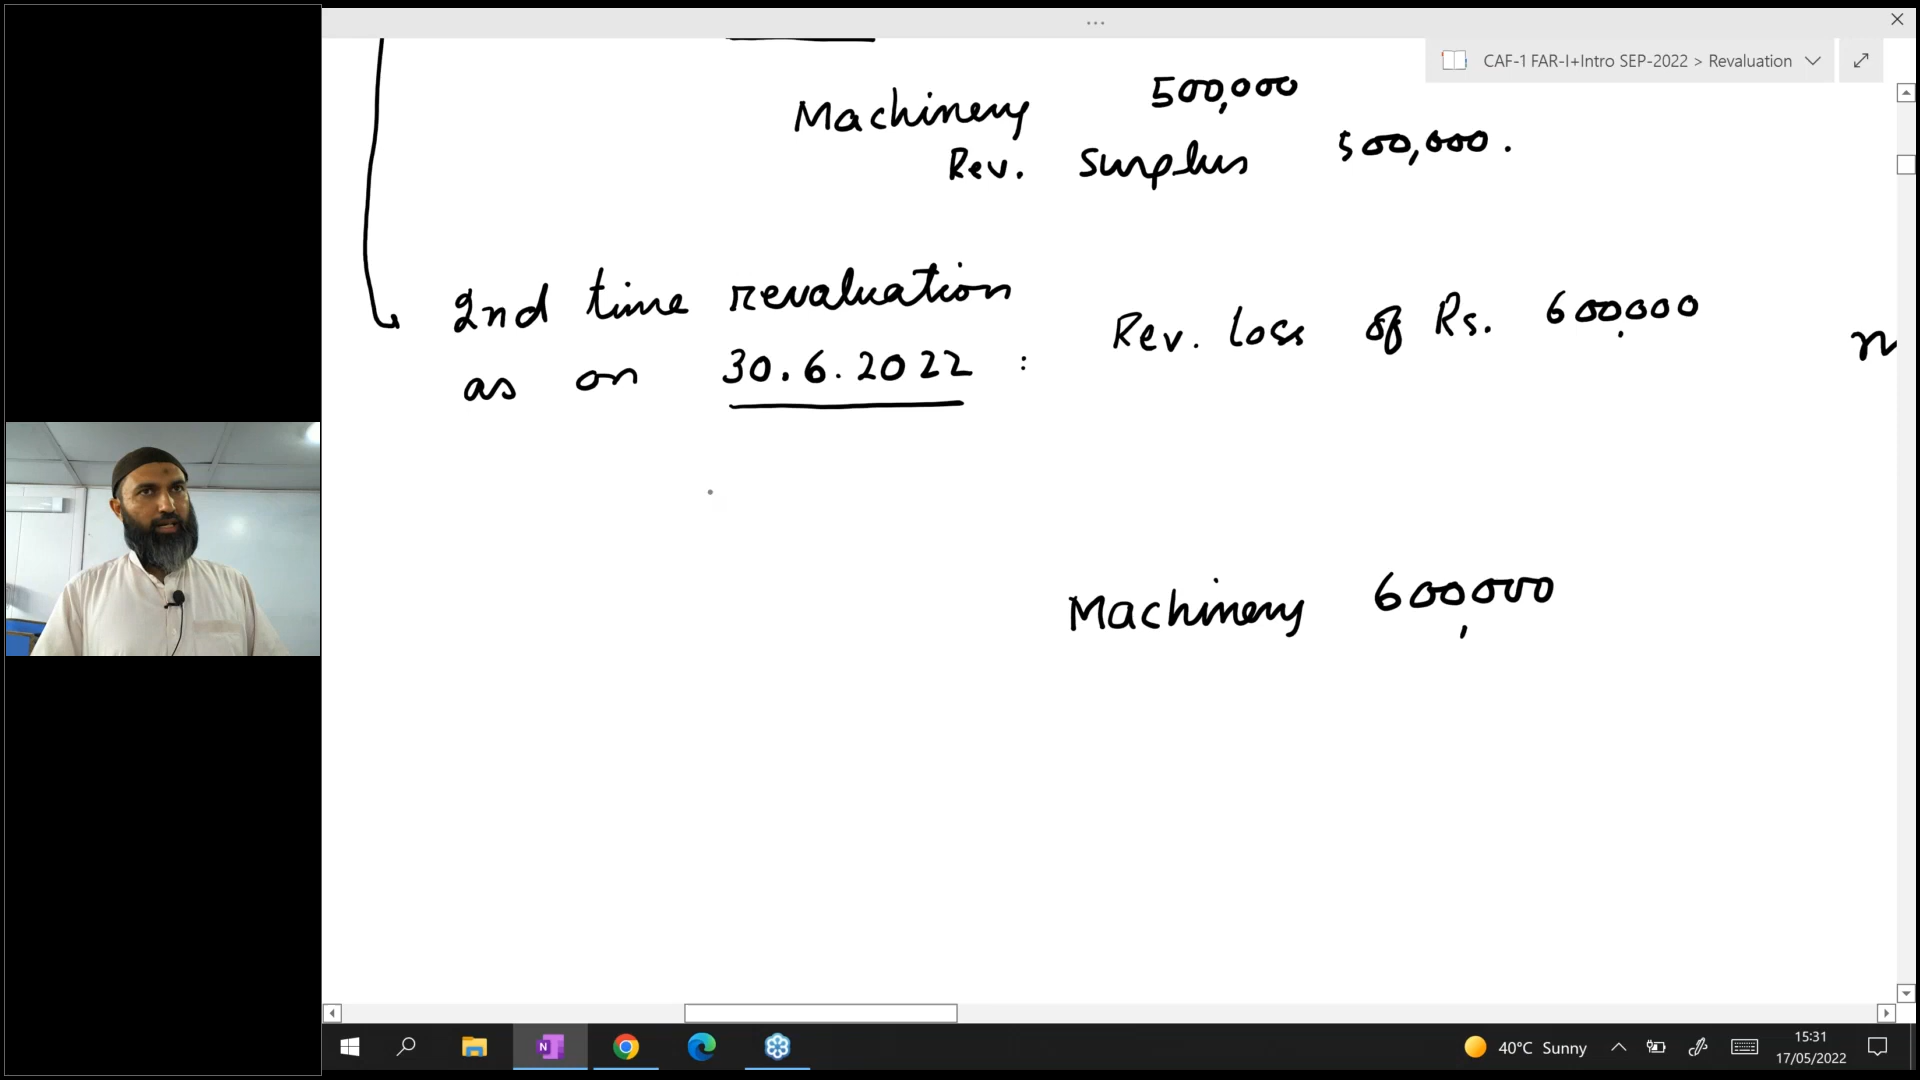 CAF-1 FAR-I+Intro SEP-2022 > Revaluation
Machinery 500,000
Rev. Surplus 500,000.
2nd time revaluation
as on 30.6.2022 :
Rev. loss of Rs. 600,000
Machinery 600,000
40°C Sunny
15:31
17/05/2022